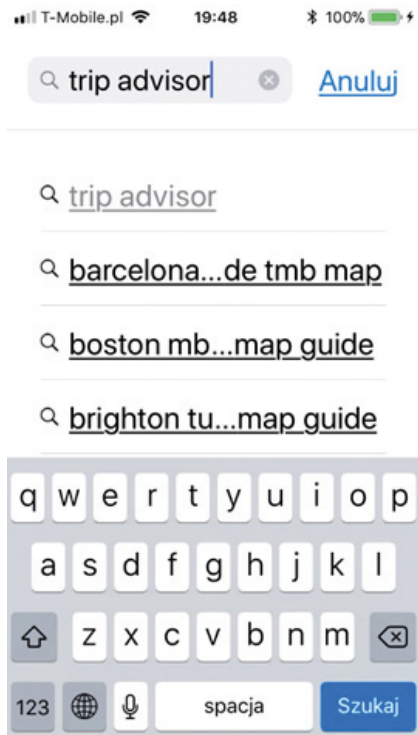 T-Mobile.pl 19:48 100%
trip advisor Anuluj
trip advisor
barcelona...de tmb map
boston mb...map guide
brighton tu...map guide
q w e r t y u i o p
a s d f g h j k l
z x c v b n m
123 spacja Szukaj